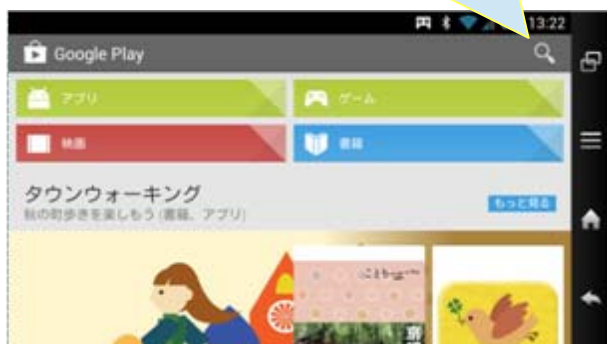 13:22
Google Play
アプリ
ゲーム
映画
書籍
タウンウォーキング
秋の町歩きを楽しもう（書籍、アプリ）
もっと見る